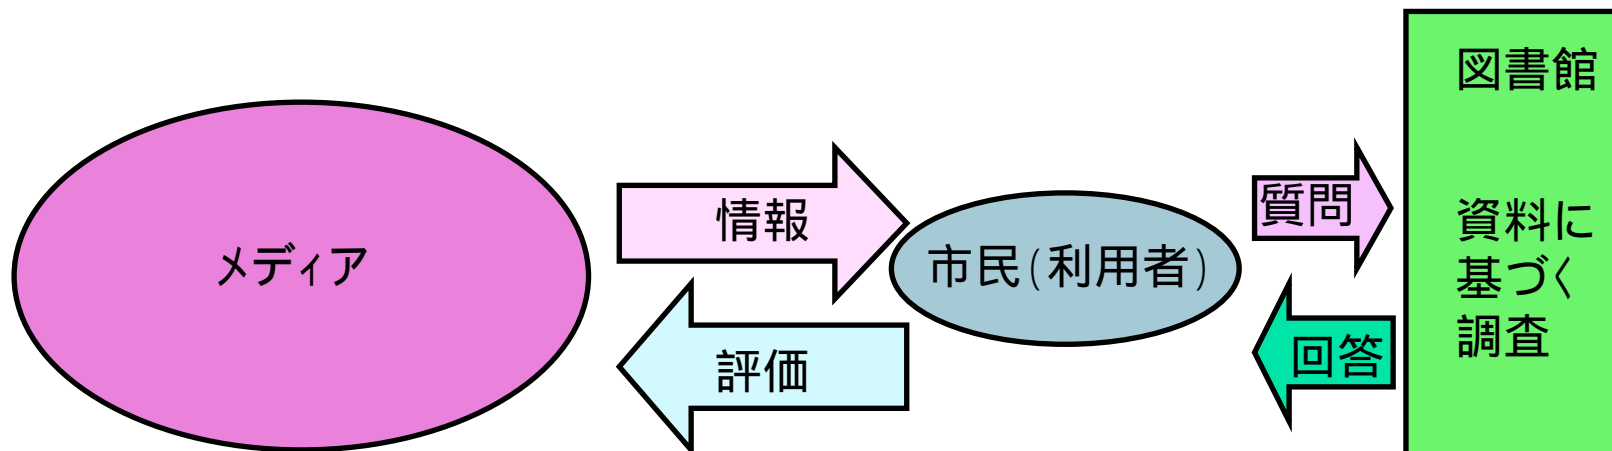 メディア
情報
評価
市民(利用者)
質問
回答
図書館
資料に
基づく
調査